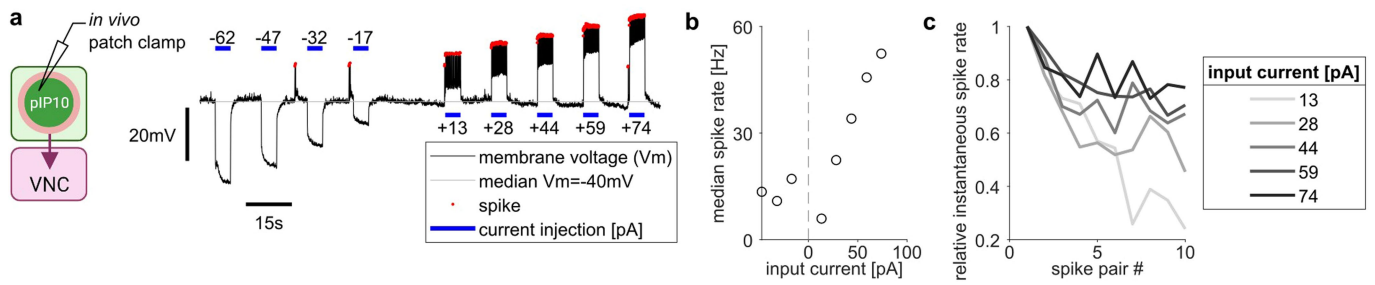 a
in vivo
patch clamp
pIP10
VNC
-62 -47 -32 -17
20mV
15s
+13 +28 +44 +59 +74
membrane voltage (Vm)
median Vm=-40mV
spike
current injection [pA]
b
median spike rate [Hz]
60
30
0
0 100
input current [pA]
c
relative instantaneous spike rate
1
0.8
0.6
0.4
0.2
0 5 10
spike pair #
input current [pA]
13
28
44
59
74